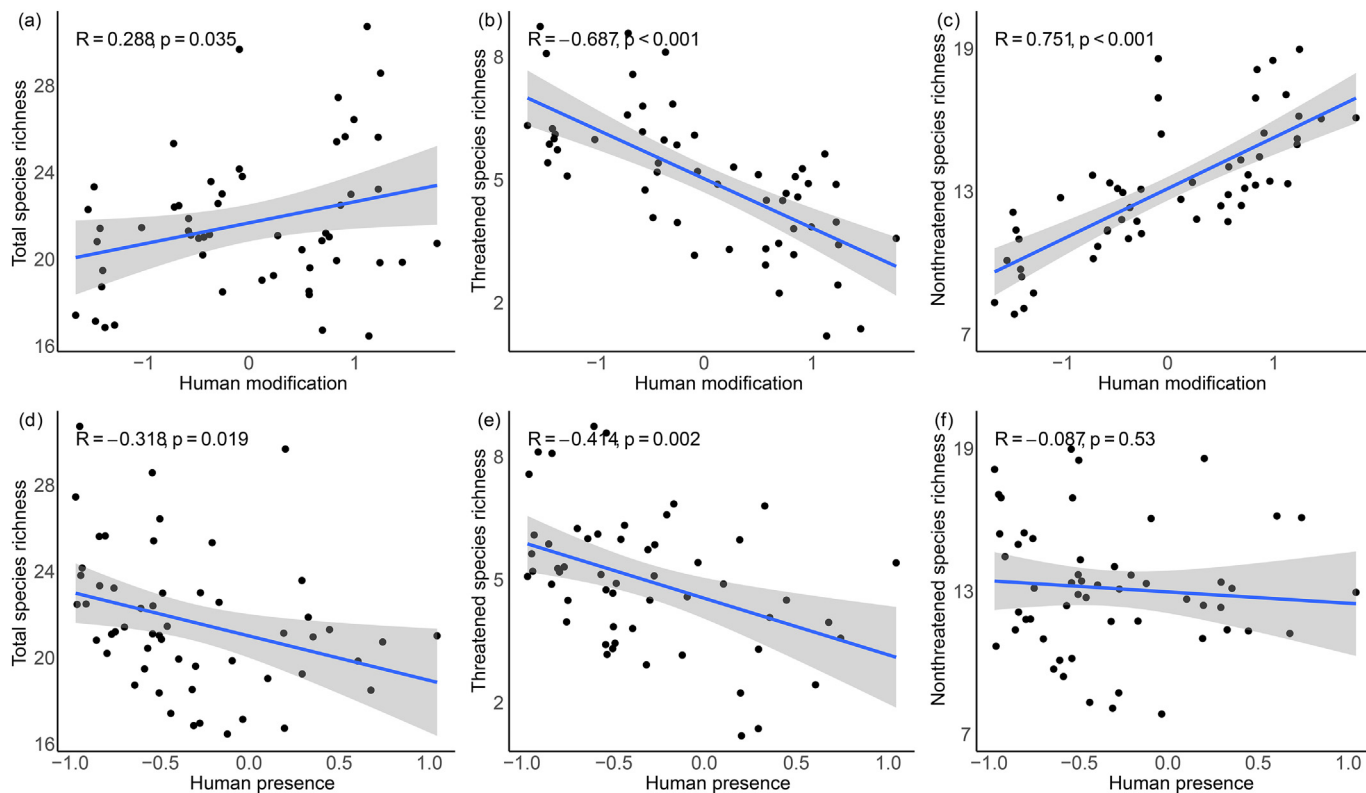 (a)
R = 0.288, p = 0.035
Total species richness
28
24
20
16
−1
0
1
Human modification
(b)
R = −0.687, p < 0.001
Threatened species richness
8
5
2
−1
0
1
Human modification
(c)
R = 0.751, p < 0.001
Nonthreatened species richness
19
13
7
−1
0
1
Human modification
(d)
R = −0.318, p = 0.019
Total species richness
28
24
20
16
−1.0
−0.5
0.0
0.5
1.0
Human presence
(e)
R = −0.414, p = 0.002
Threatened species richness
8
5
2
−1.0
−0.5
0.0
0.5
1.0
Human presence
(f)
R = −0.087, p = 0.53
Nonthreatened species richness
19
13
7
−1.0
−0.5
0.0
0.5
1.0
Human presence